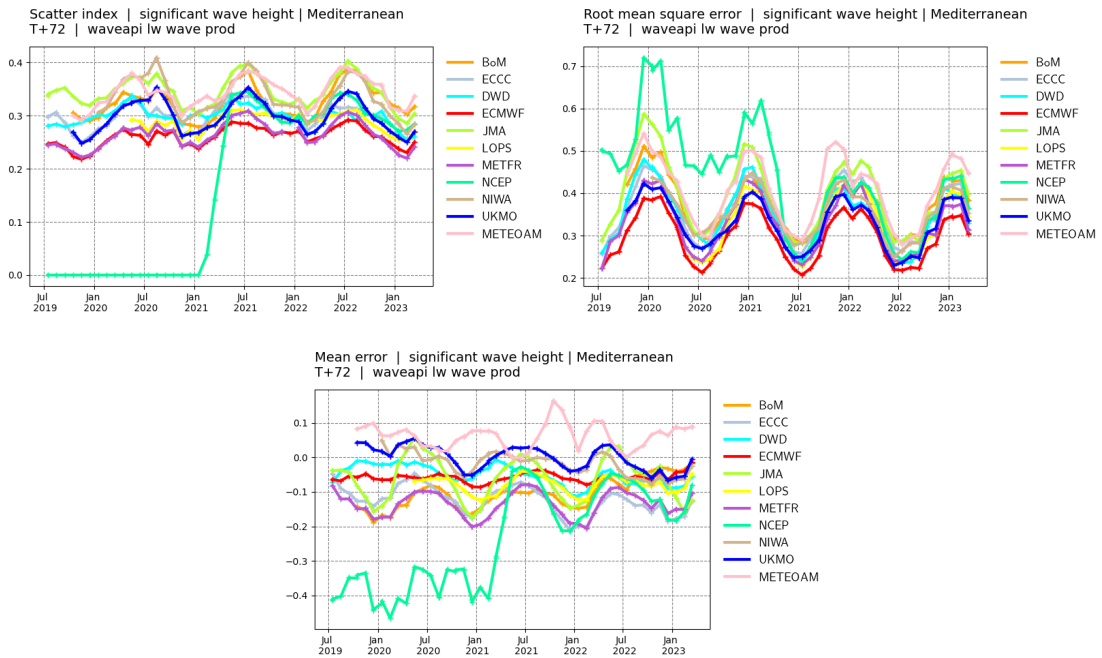 Scatter index | significant wave height | Mediterranean
T+72 | waveapi lw wave prod
0.4
0.3
0.2
0.1
0.0
Jul Jan Jul Jan Jul Jan Jul Jan
2019 2020 2020 2021 2021 2022 2022 2023
BoM
ECCC
DWD
ECMWF
JMA
LOPS
METFR
NCEP
NIWA
UKMO
METEOAM
Root mean square error | significant wave height | Mediterranean
T+72 | waveapi lw wave prod
0.7
0.6
0.5
0.4
0.3
0.2
Jul Jan Jul Jan Jul Jan Jul Jan
2019 2020 2020 2021 2021 2022 2022 2023
BoM
ECCC
DWD
ECMWF
JMA
LOPS
METFR
NCEP
NIWA
UKMO
METEOAM
Mean error | significant wave height | Mediterranean
T+72 | waveapi lw wave prod
0.1
0.0
−0.1
−0.2
−0.3
−0.4
Jul Jan Jul Jan Jul Jan Jul Jan
2019 2020 2020 2021 2021 2022 2022 2023
BoM
ECCC
DWD
ECMWF
JMA
LOPS
METFR
NCEP
NIWA
UKMO
METEOAM